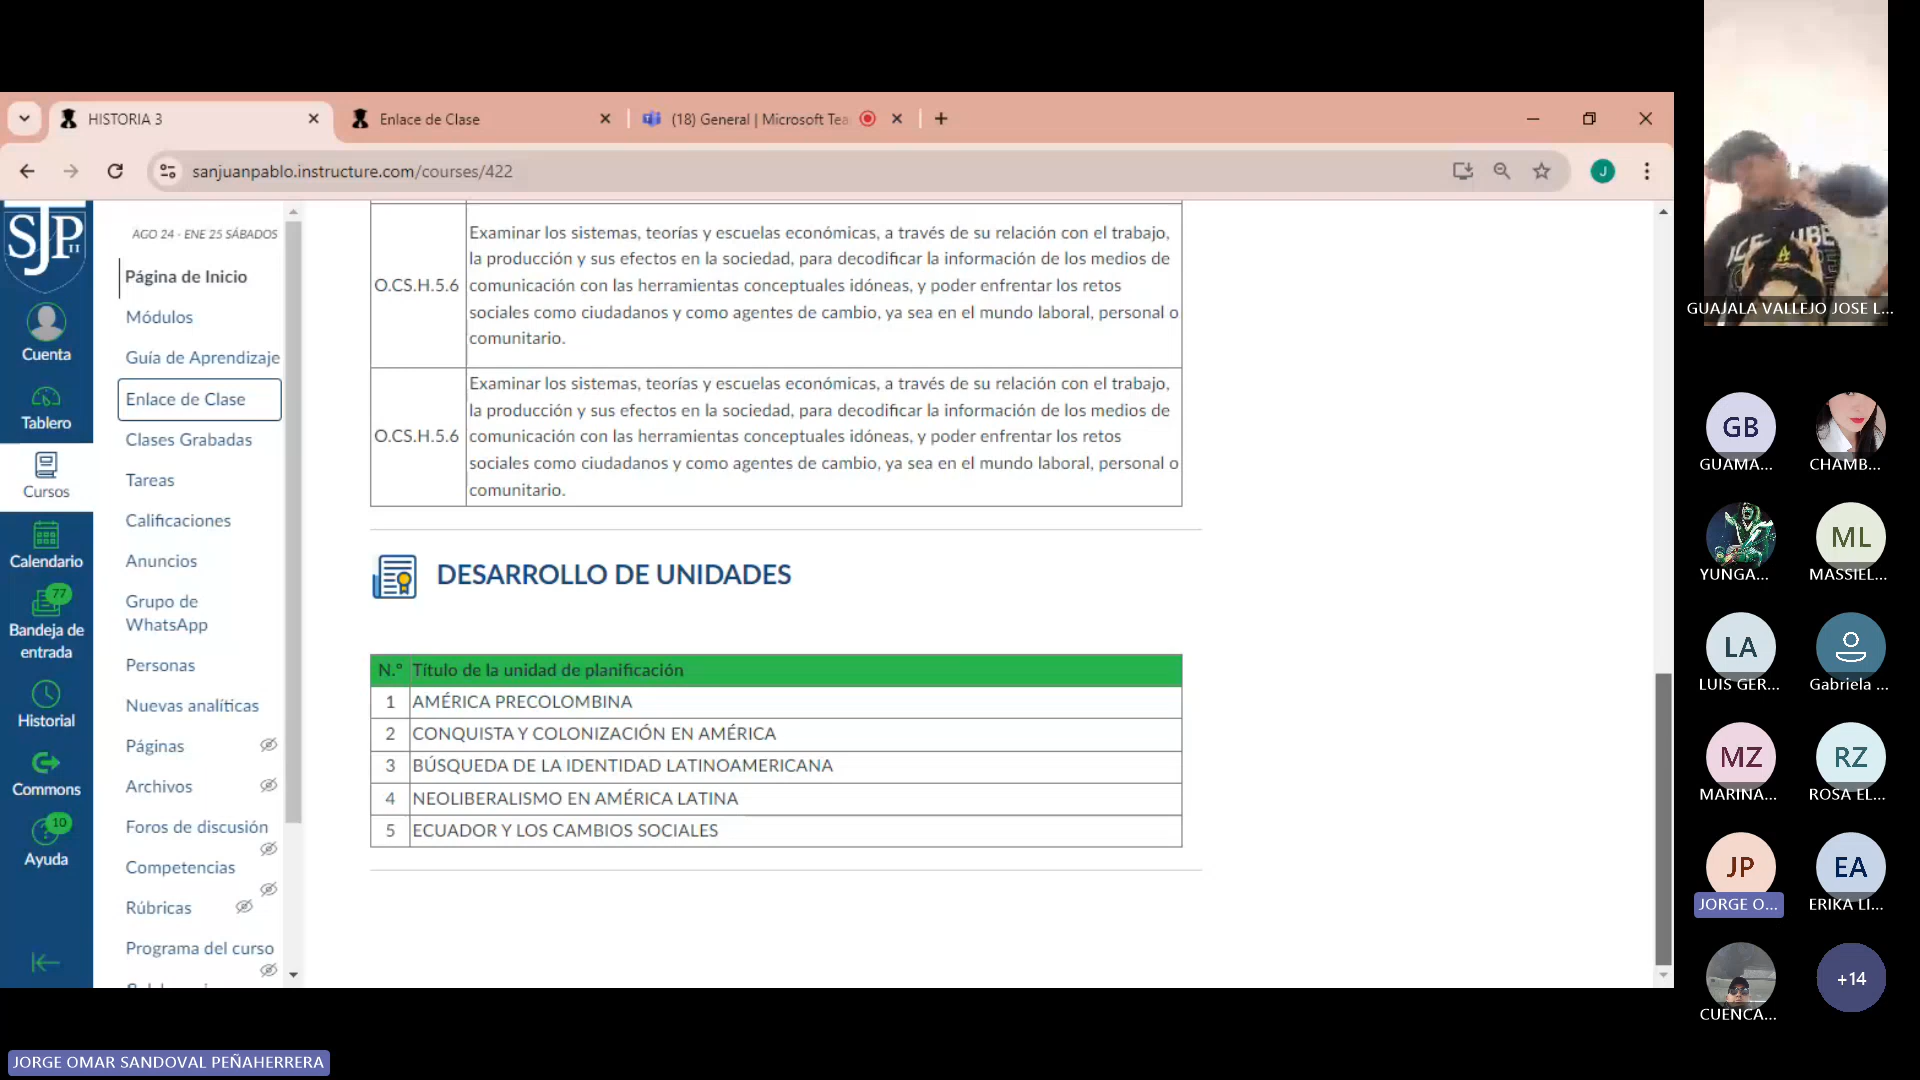 HISTORIA 3
Enlace de Clase
(18) General | Microsoft Tea
sanjuanpablo.instructure.com/courses/422
J
SJP
II
Cuenta
Tablero
Cursos
Calendario
77
Bandeja de
entrada
Historial
Commons
10
Ayuda
AGO 24 - ENE 25 SÁBADOS
Página de Inicio
Módulos
Guía de Aprendizaje
Enlace de Clase
Clases Grabadas
Tareas
Calificaciones
Anuncios
Grupo de
WhatsApp
Personas
Nuevas analíticas
Páginas
Archivos
Foros de discusión
Competencias
Rúbricas
Programa del curso
O.CS.H.5.6
Examinar los sistemas, teorías y escuelas económicas, a través de su relación con el trabajo,
la producción y sus efectos en la sociedad, para decodificar la información de los medios de
comunicación con las herramientas conceptuales idóneas, y poder enfrentar los retos
sociales como ciudadanos y como agentes de cambio, ya sea en el mundo laboral, personal o
comunitario.
O.CS.H.5.6
Examinar los sistemas, teorías y escuelas económicas, a través de su relación con el trabajo,
la producción y sus efectos en la sociedad, para decodificar la información de los medios de
comunicación con las herramientas conceptuales idóneas, y poder enfrentar los retos
sociales como ciudadanos y como agentes de cambio, ya sea en el mundo laboral, personal o
comunitario.
DESARROLLO DE UNIDADES
N.° Título de la unidad de planificación
1 AMÉRICA PRECOLOMBINA
2 CONQUISTA Y COLONIZACIÓN EN AMÉRICA
3 BÚSQUEDA DE LA IDENTIDAD LATINOAMERICANA
4 NEOLIBERALISMO EN AMÉRICA LATINA
5 ECUADOR Y LOS CAMBIOS SOCIALES
GUAJALA VALLEJO JOSE L...
GB
GUAMA...
CHAMB...
YUNGA...
ML
MASSIEL...
LA
LUIS GER...
Gabriela ...
MZ
MARINA...
RZ
ROSA EL...
JP
JORGE O...
EA
ERIKA LI...
CUENCA...
+14
JORGE OMAR SANDOVAL PEÑAHERRERA